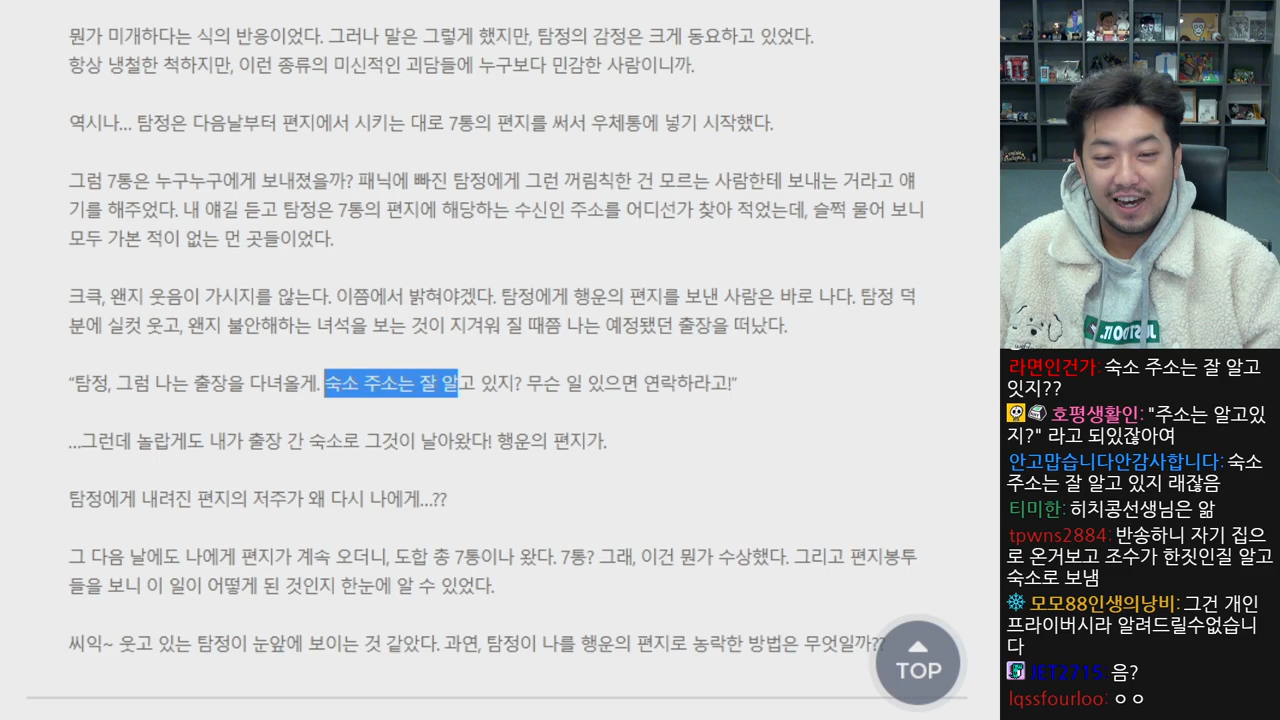 뭔가 미개하다는 식의 반응이었다. 그러나 말은 그렇게 했지만, 탐정의 감정은 크게 동요하고 있었다.
항상 냉철한 척하지만, 이런 종류의 미신적인 괴담들에 누구보다 민감한 사람이니까.
역시나... 탐정은 다음날부터 편지에서 시키는 대로 7통의 편지를 써서 우체통에 넣기 시작했다.
그럼 7통은 누구누구에게 보내졌을까? 패닉에 빠진 탐정에게 그런 꺼림칙한 건 모르는 사람한테 보내는 거라고 얘
기를 해주었다. 내 얘길 듣고 탐정은 7통의 편지에 해당하는 수신인 주소를 어디선가 찾아 적었는데, 슬쩍 물어 보니
모두 가본 적이 없는 먼 곳들이었다.
크큭, 왠지 웃음이 가시지를 않는다. 이쯤에서 밝혀야겠다. 탐정에게 행운의 편지를 보낸 사람은 바로 나다. 탐정 덕
분에 실컷 웃고, 왠지 불안해하는 녀석을 보는 것이 지겨워 질 때쯤 나는 예정됐던 출장을 떠났다.
“탐정, 그럼 나는 출장을 다녀올게. 숙소 주소는 잘 알고 있지? 무슨 일 있으면 연락하라고!”
...그런데 놀랍게도 내가 출장 간 숙소로 그것이 날아왔다! 행운의 편지가.
탐정에게 내려진 편지의 저주가 왜 다시 나에게...??
그 다음 날에도 나에게 편지가 계속 오더니, 도합 총 7통이나 왔다. 7통? 그래, 이건 뭔가 수상했다. 그리고 편지봉투
들을 보니 이 일이 어떻게 된 것인지 한눈에 알 수 있었다.
씨익~ 웃고 있는 탐정이 눈앞에 보이는 것 같았다. 과연, 탐정이 나를 행운의 편지로 농락한 방법은 무엇일까??
TOP
라면인건가: 숙소 주소는 잘 알고
잇지??
호평생활인: "주소는 알고있
지?" 라고 되있잖아여
안고맙습니다안감사합니다: 숙소
주소는 잘 알고 있지 래잖음
티미한: 히치콩선생님은 앎
tpwns2884: 반송하니 자기 집으
로 온거보고 조수가 한짓인질 알고
숙소로 보냄
모모88인생의낭비: 그건 개인
프라이버시라 알려드릴수없습니
다
JET2715: 음?
lqssfourloo: ㅇㅇ